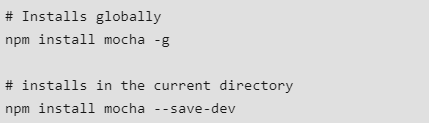 # Installs globally
npm install mocha -g
# installs in the current directory
npm install mocha --save-dev